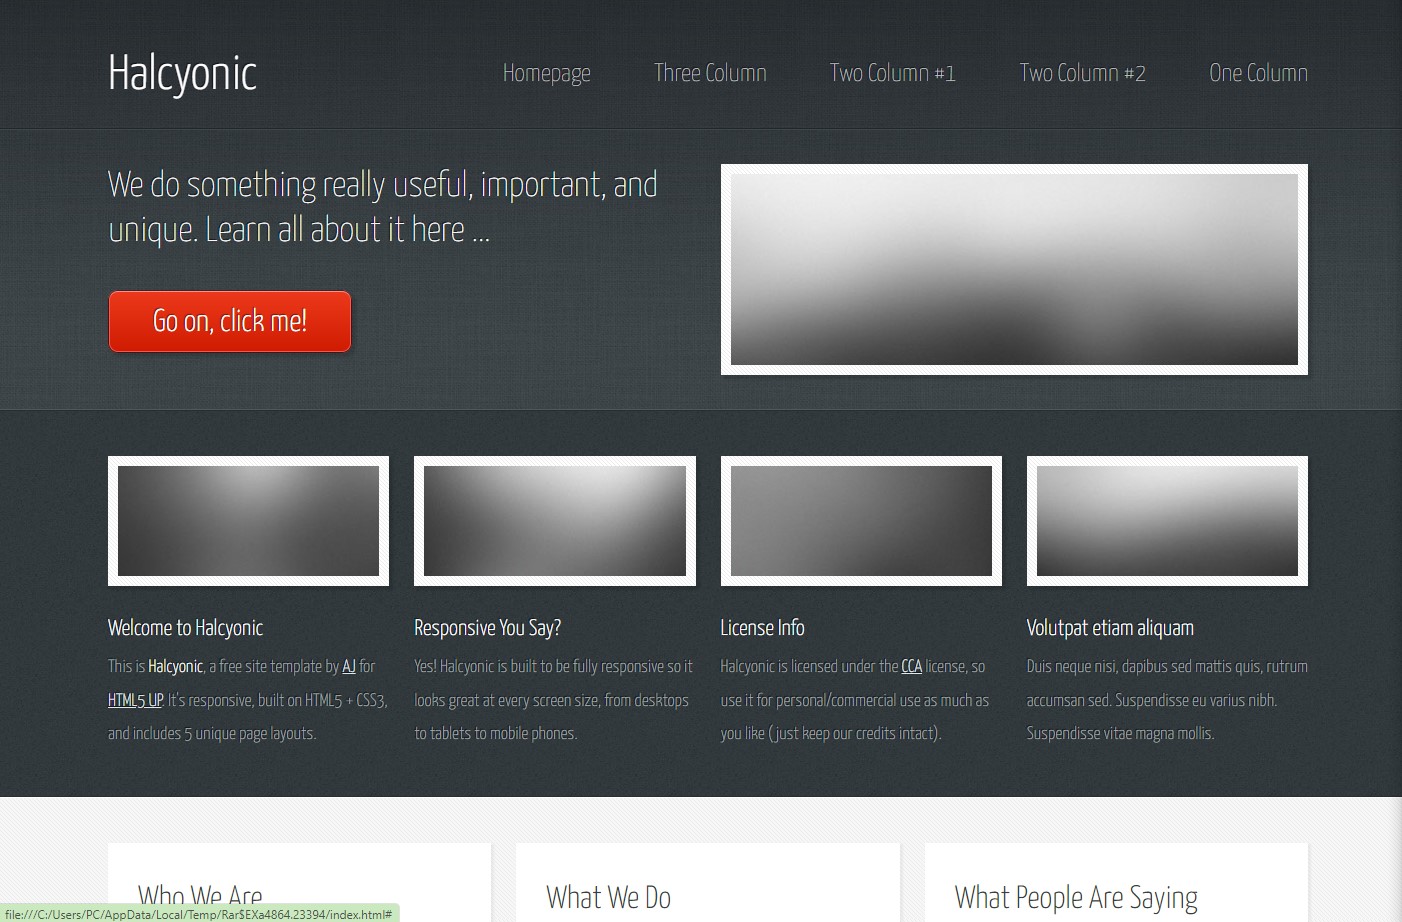 Halcyonic
Homepage
Three Column
Two Column #1
Two Column #2
One Column
We do something really useful, important, and
unique. Learn all about it here ...
Go on, click me!
Welcome to Halcyonic
This is Halcyonic, a free site template by AJ for
HTML5 UP. It's responsive, built on HTML5 + CSS3,
and includes 5 unique page layouts.
Responsive You Say?
Yes! Halcyonic is built to be fully responsive so it
looks great at every screen size, from desktops
to tablets to mobile phones.
License Info
Halcyonic is licensed under the CCA license, so
use it for personal/commercial use as much as
you like (just keep our credits intact).
Volutpat etiam aliquam
Duis neque nisi, dapibus sed mattis quis, rutrum
accumsan sed. Suspendisse eu varius nibh.
Suspendisse vitae magna mollis.
Who We Are
What We Do
What People Are Saying
file:///C:/Users/PC/AppData/Local/Temp/Rar$EXa4864.23394/index.html#